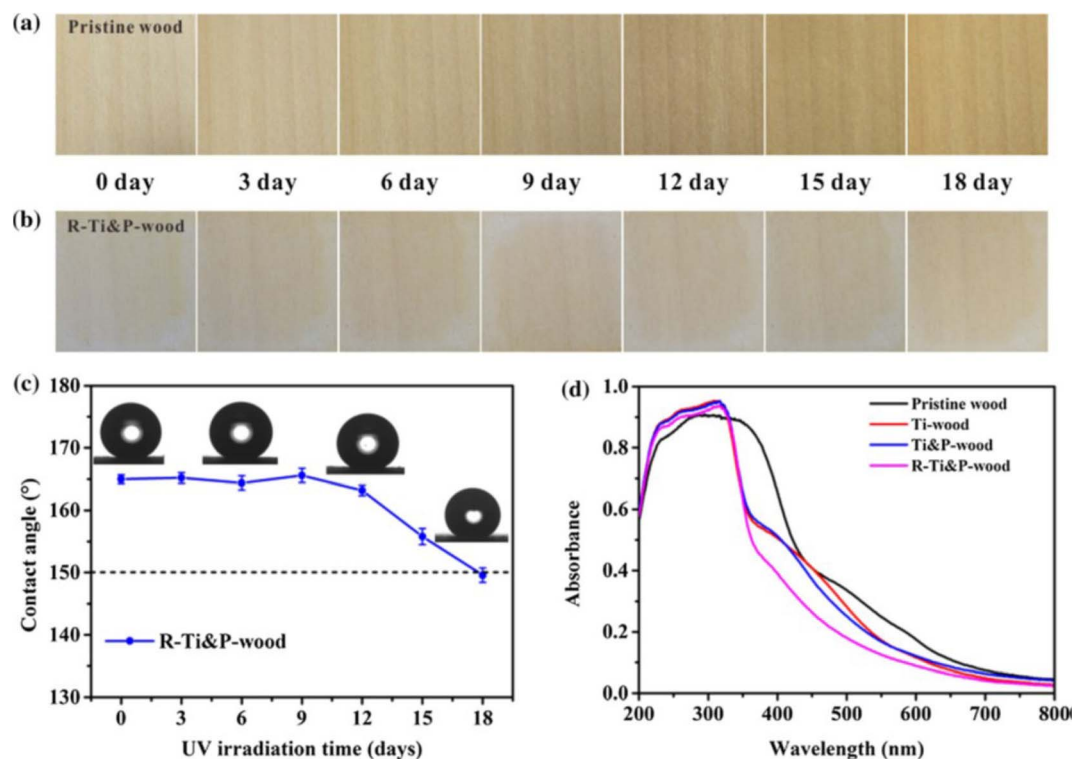 (a)
Pristine wood
0 day 3 day 6 day 9 day 12 day 15 day 18 day
(b)
R-Ti&P-wood
(c)
180
170
160
150
140
130
Contact angle (°)
R-Ti&P-wood
0 3 6 9 12 15 18
UV irradiation time (days)
(d)
1.0
0.8
0.6
0.4
0.2
0.0
Absorbance
Pristine wood
Ti-wood
Ti&P-wood
R-Ti&P-wood
200 300 400 500 600 700 800
Wavelength (nm)